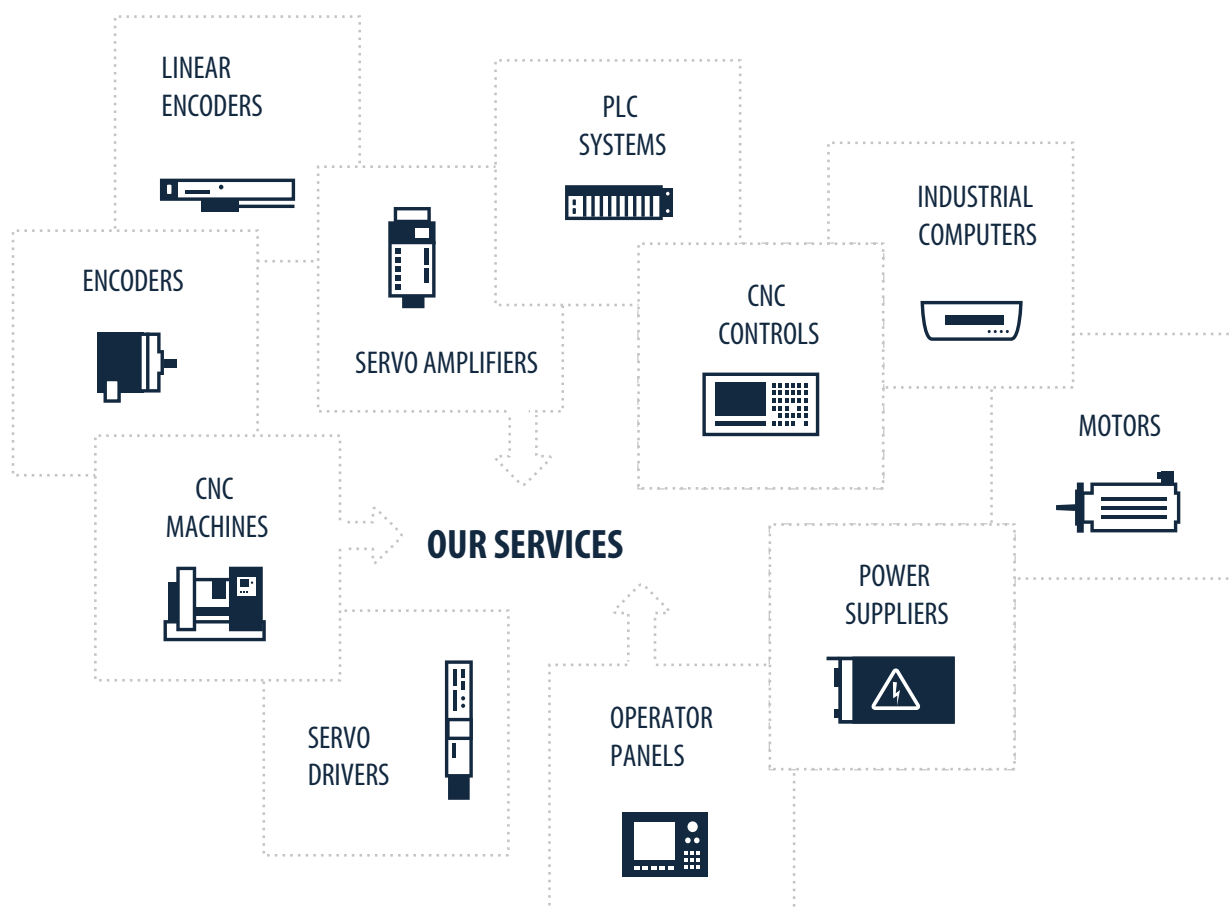 LINEAR
ENCODERS
PLC
SYSTEMS
INDUSTRIAL
COMPUTERS
ENCODERS
SERVO AMPLIFIERS
CNC
CONTROLS
MOTORS
CNC
MACHINES
OUR SERVICES
POWER
SUPPLIERS
SERVO
DRIVERS
OPERATOR
PANELS